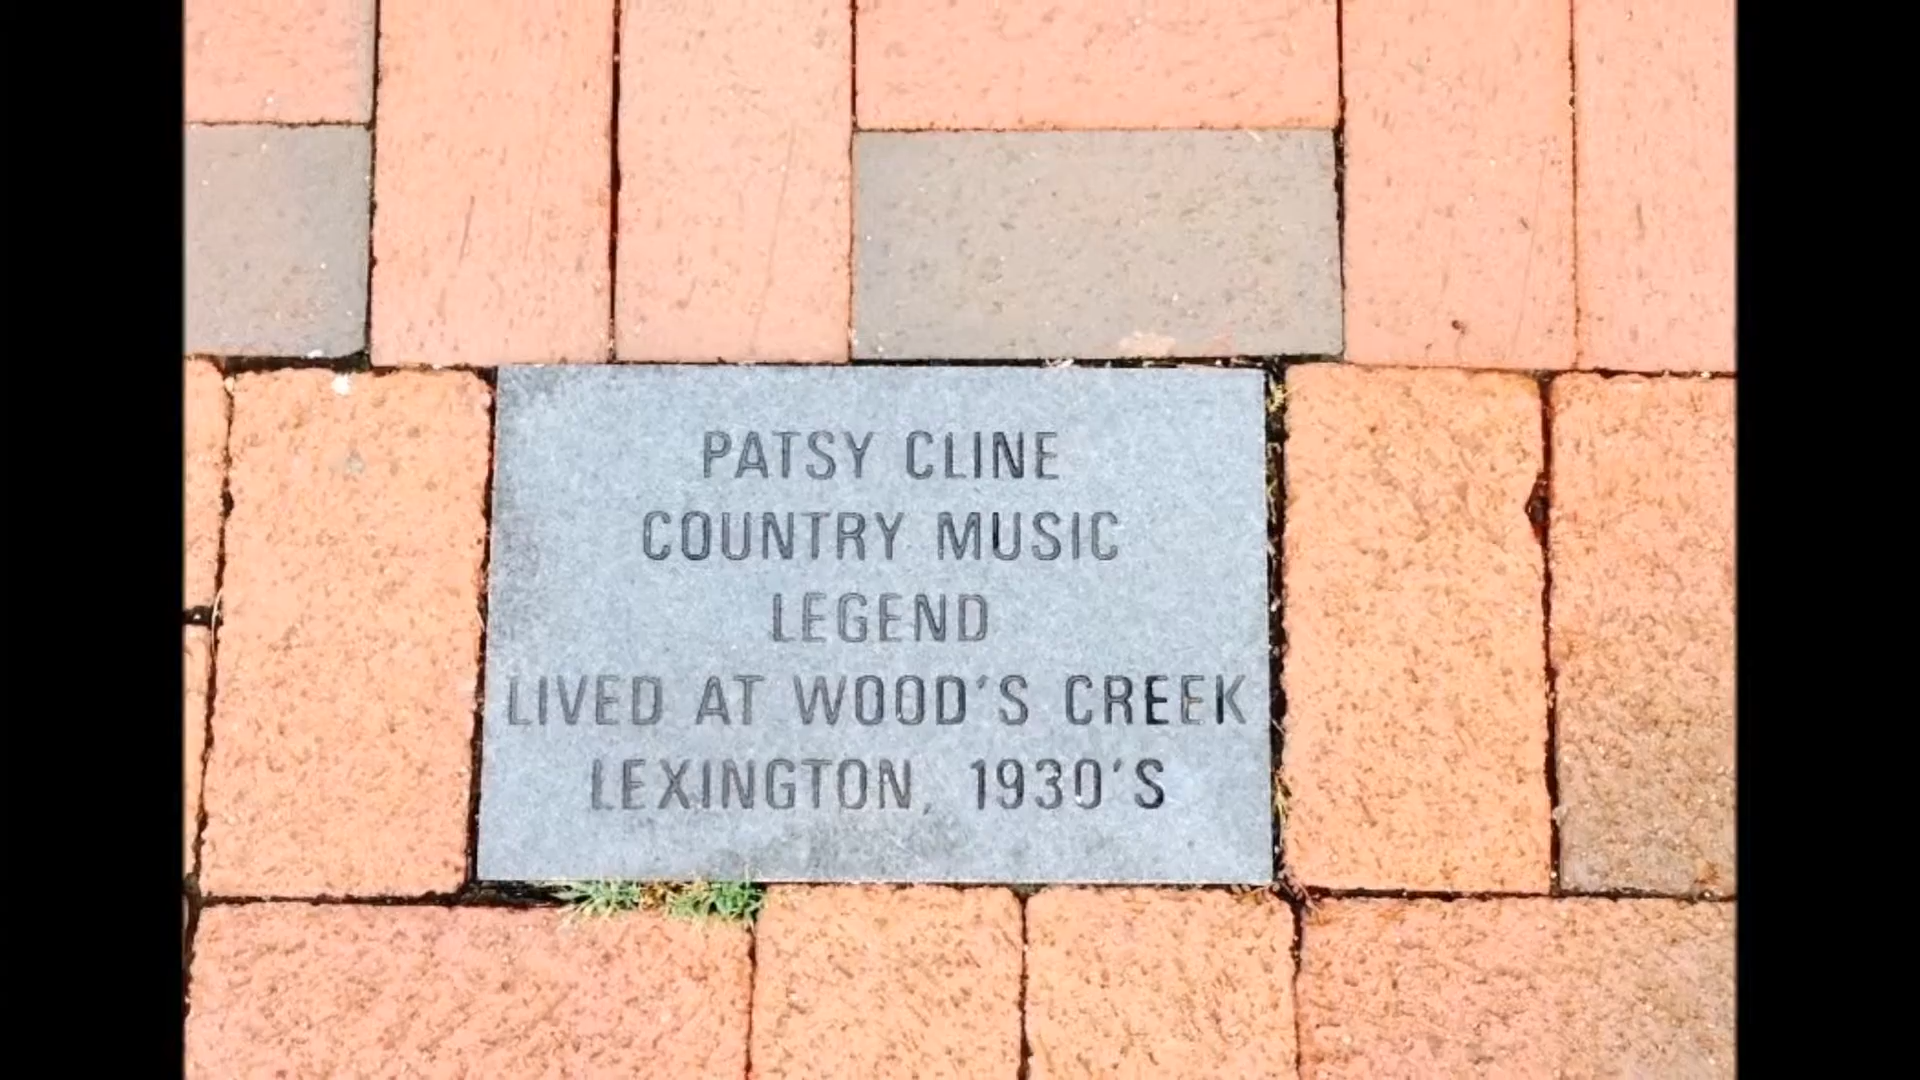 PATSY CLINE
COUNTRY MUSIC
LEGEND
LIVED AT WOOD'S CREEK
LEXINGTON, 1930'S